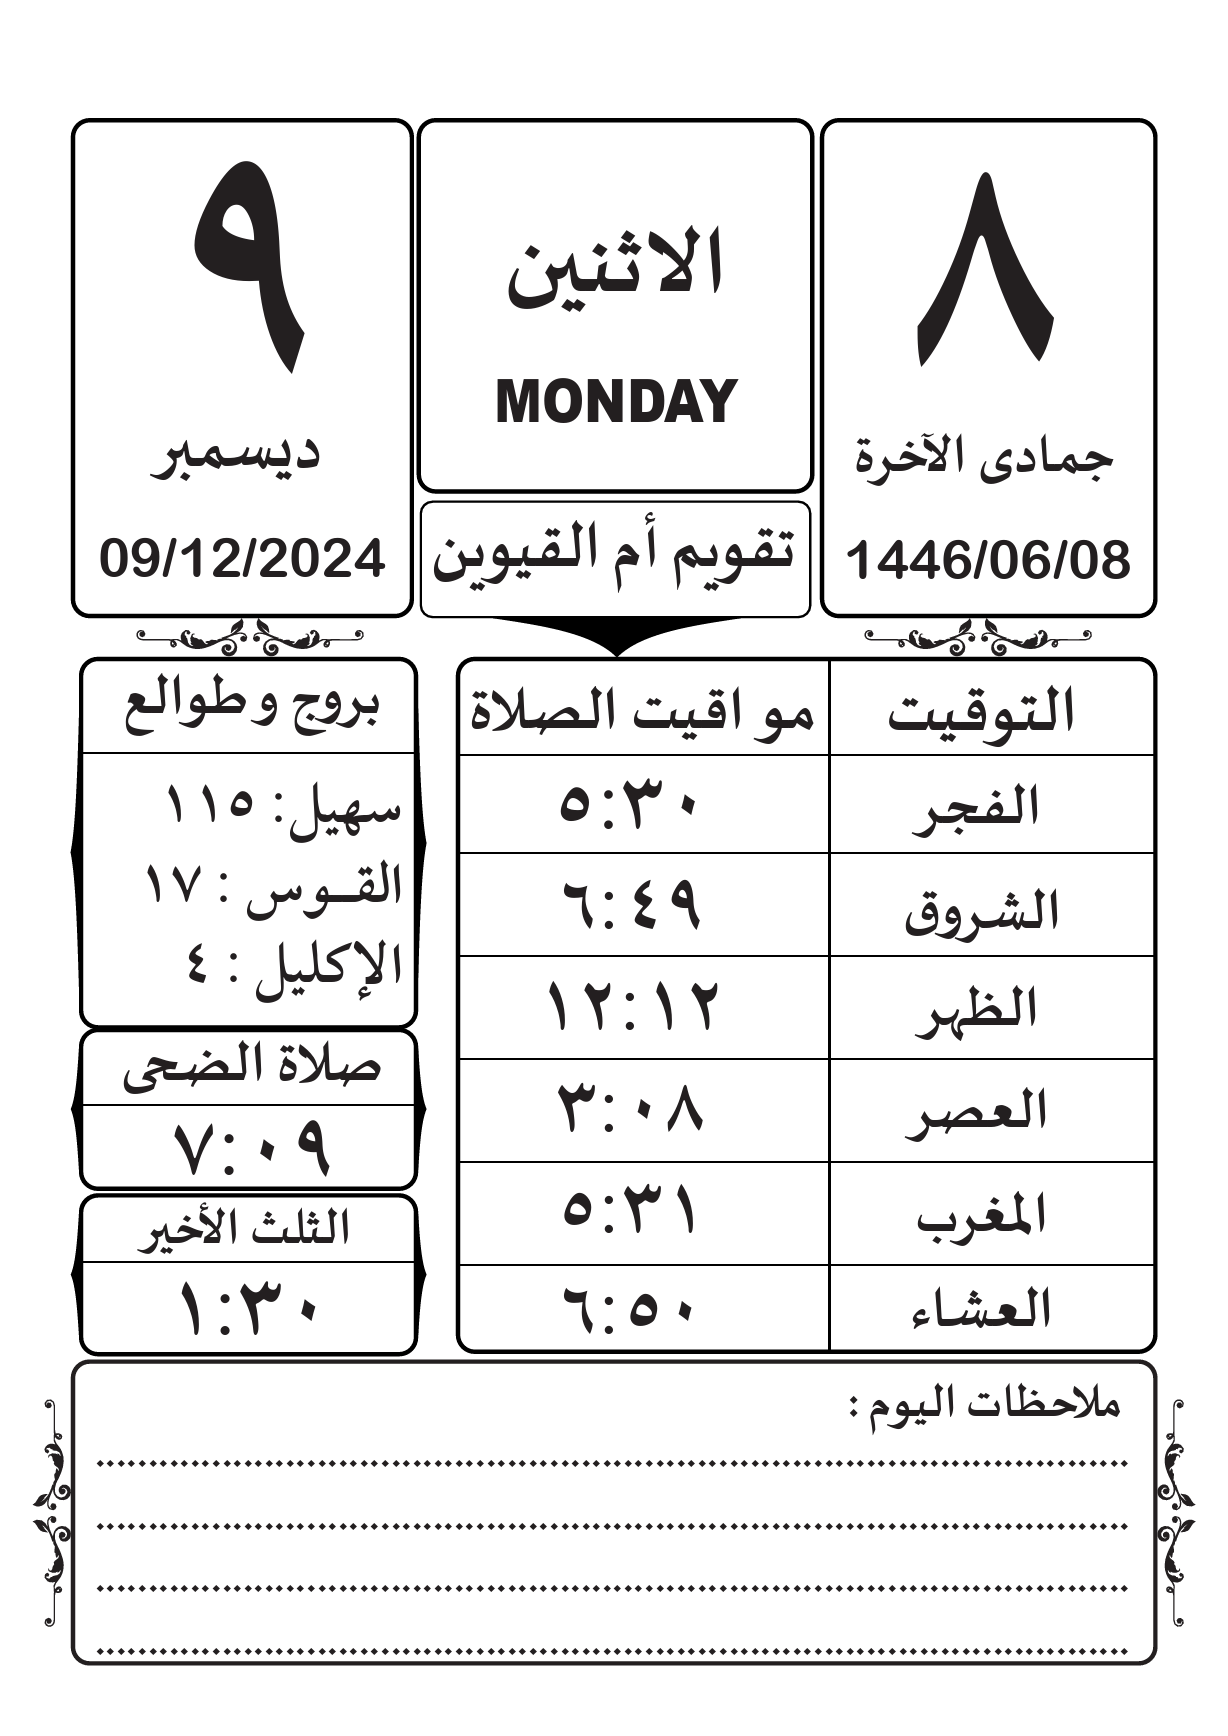 ٨
جمادى الآخرة
1446/06/08
الاثنين
MONDAY
تقويم أم القيوين
٩
ديسمبر
09/12/2024
التوقيت مو اقيت الصلاة
الفجر ٥:٣٠
الشروق ٦:٤٩
الظهر ١٢:١٢
العصر ٣:٠٨
المغرب ٥:٣١
العشاء ٦:٥٠
بروج وطوالع
سهيل: ١١٥
القـوس : ١٧
الإكليل : ٤
صلاة الضحى
٧:٠٩
الثلث الأخير
١:٣٠
ملاحظات اليوم :